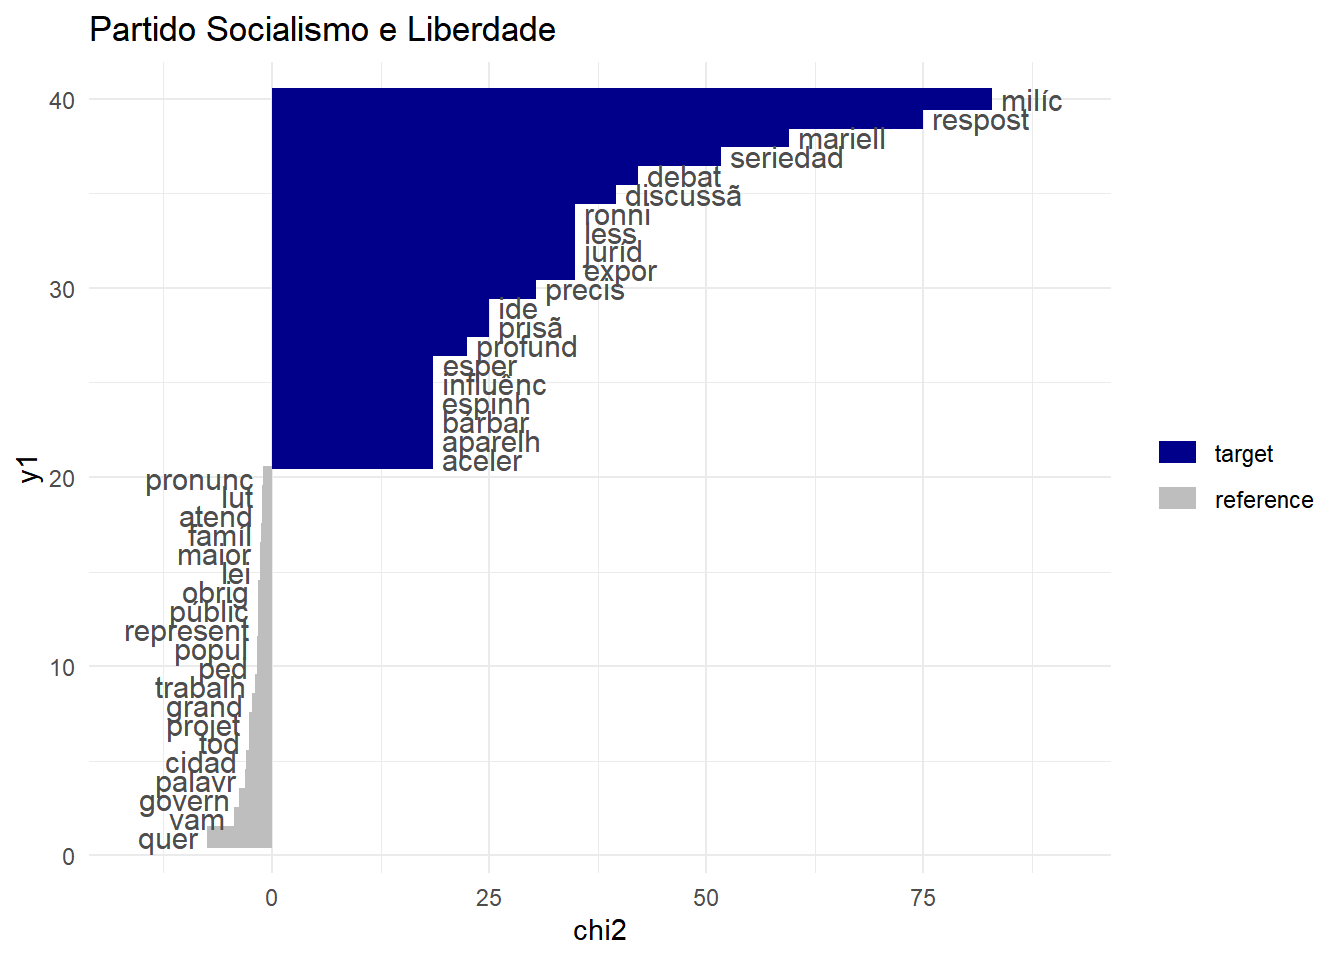 Partido Socialismo e Liberdade
40
milíc
respost
mariell
seriedad
debat
discussã
ronni
less
juríd
30
expor
precis
ide
prisã
profund
esper
influênc
espinh
bárbar
aparelh
aceler
y1
20
pronunc
lut
atend
famíl
maior
lei
obrig
públic
represent
popul
10
ped
trabalh
grand
projet
tod
cidad
palavr
govern
vam
quer
0
0 25 50 75
chi2
target
reference